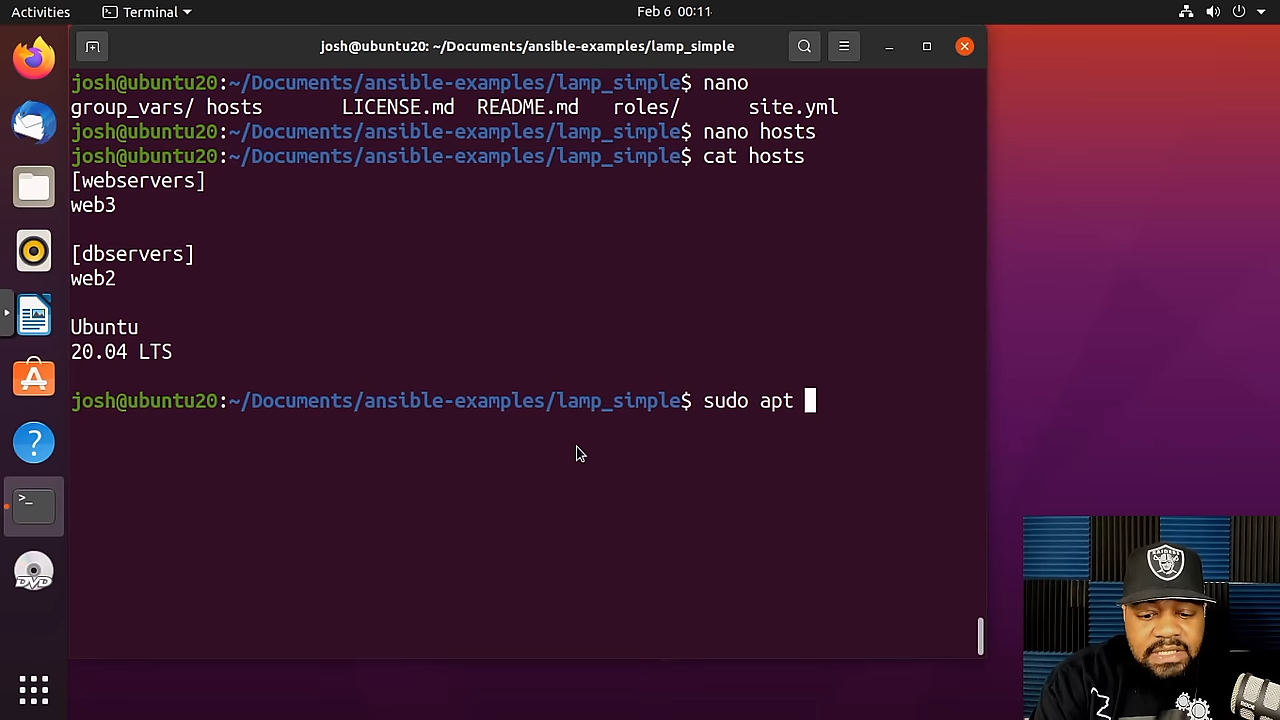 Activities
Terminal
Feb 6 00:11
josh@ubuntu20: ~/Documents/ansible-examples/lamp_simple
josh@ubuntu20:~/Documents/ansible-examples/lamp_simple$ nano
group_vars/ hosts LICENSE.md README.md roles/ site.yml
josh@ubuntu20:~/Documents/ansible-examples/lamp_simple$ nano hosts
josh@ubuntu20:~/Documents/ansible-examples/lamp_simple$ cat hosts
[webservers]
web3
[dbservers]
web2
Ubuntu
20.04 LTS
josh@ubuntu20:~/Documents/ansible-examples/lamp_simple$ sudo apt
>_
?
DVD
RAIDERS